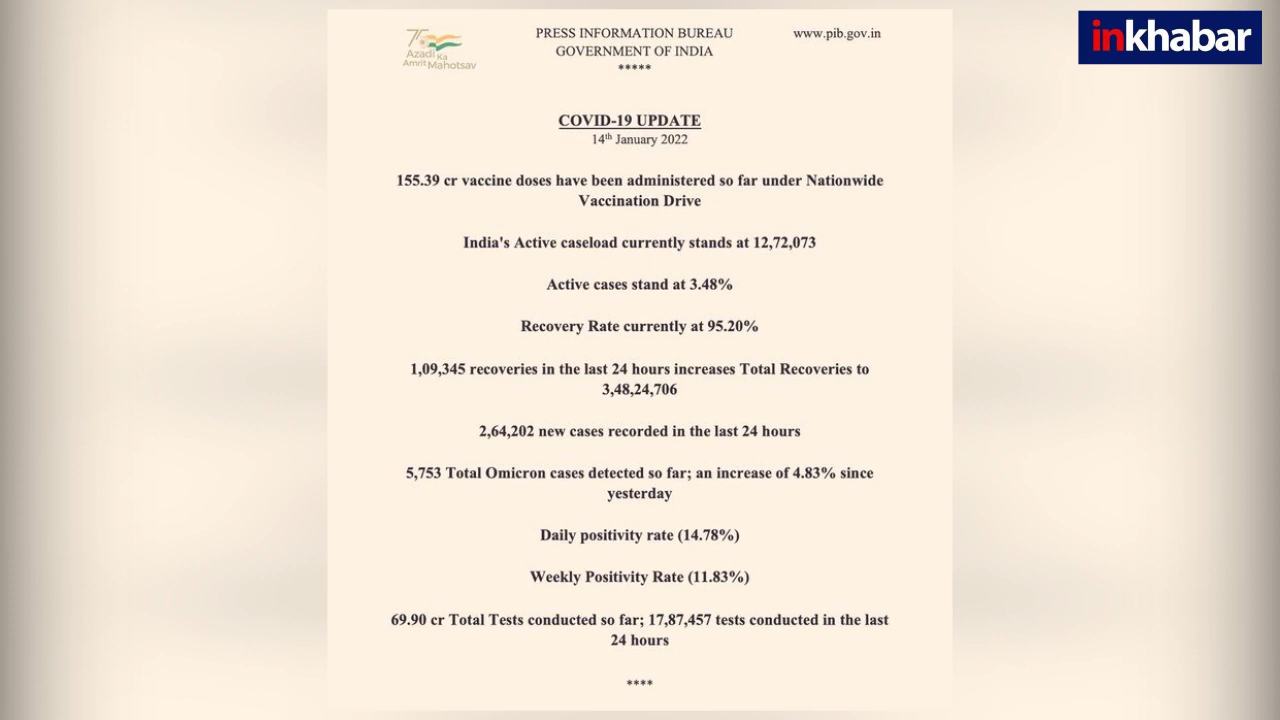 inkhabar
75
Azadi Ka
Amrit Mahotsav
PRESS INFORMATION BUREAU
GOVERNMENT OF INDIA
*****
www.pib.gov.in
COVID-19 UPDATE
14th January 2022
155.39 cr vaccine doses have been administered so far under Nationwide
Vaccination Drive
India's Active caseload currently stands at 12,72,073
Active cases stand at 3.48%
Recovery Rate currently at 95.20%
1,09,345 recoveries in the last 24 hours increases Total Recoveries to
3,48,24,706
2,64,202 new cases recorded in the last 24 hours
5,753 Total Omicron cases detected so far; an increase of 4.83% since
yesterday
Daily positivity rate (14.78%)
Weekly Positivity Rate (11.83%)
69.90 cr Total Tests conducted so far; 17,87,457 tests conducted in the last
24 hours
****